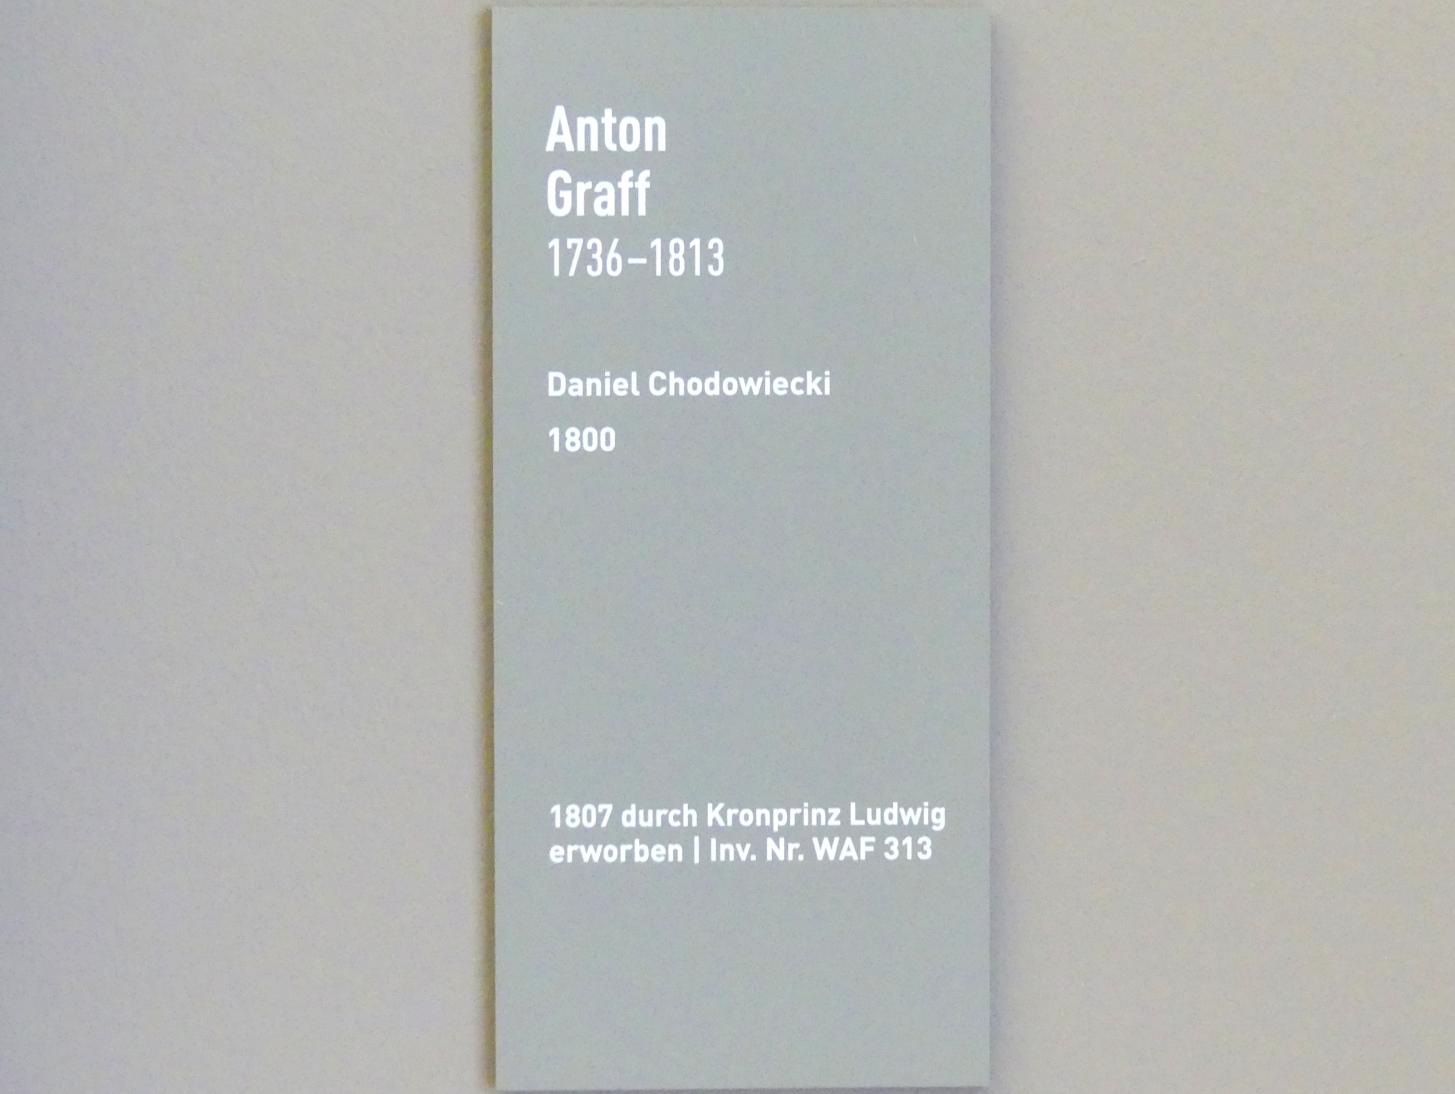 Anton
Graff
1736–1813
Daniel Chodowiecki
1800
1807 durch Kronprinz Ludwig
erworben | Inv. Nr. WAF 313